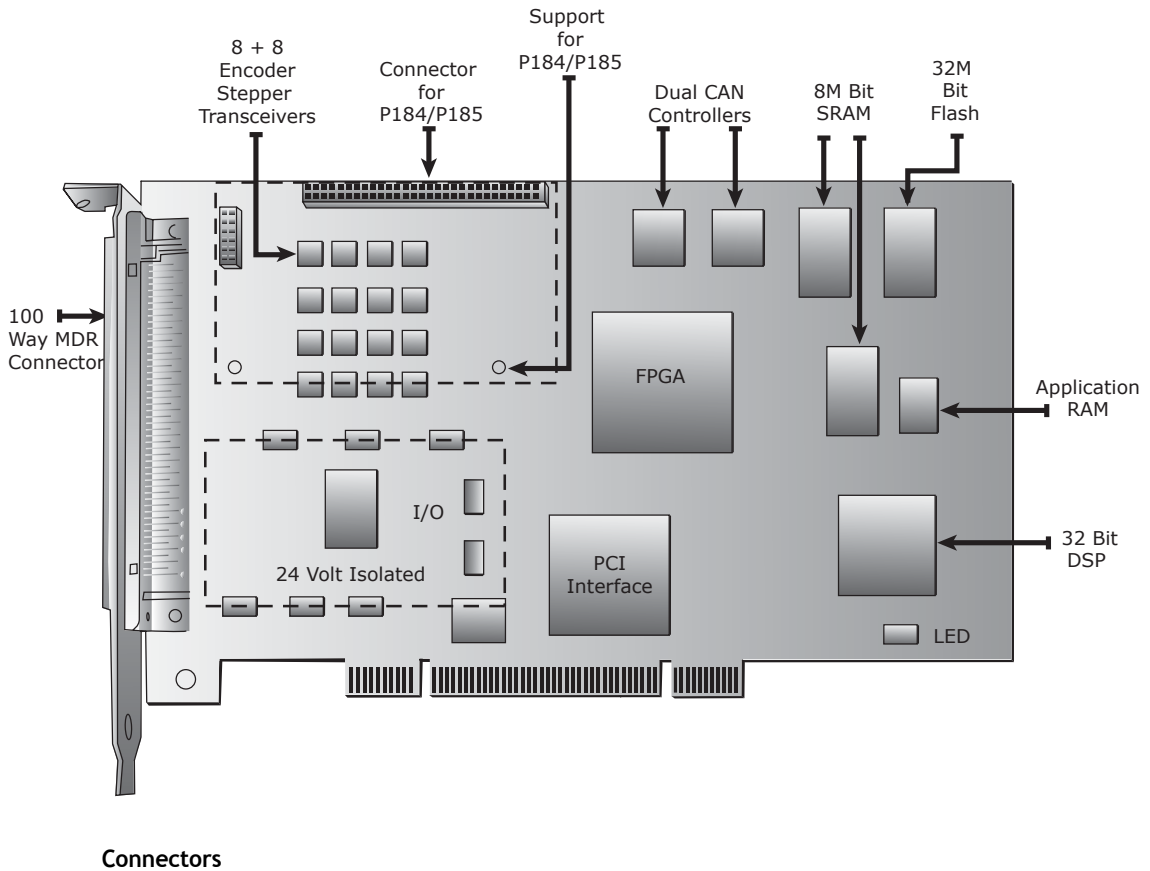 Support
for
P184/P185
8 + 8
Encoder
Stepper
Transceivers
Connector
for
P184/P185
Dual CAN
Controllers
8M Bit
SRAM
32M
Bit
Flash
100
Way MDR
Connector
FPGA
Application
RAM
I/O
24 Volt Isolated
PCI
Interface
32 Bit
DSP
LED
Connectors